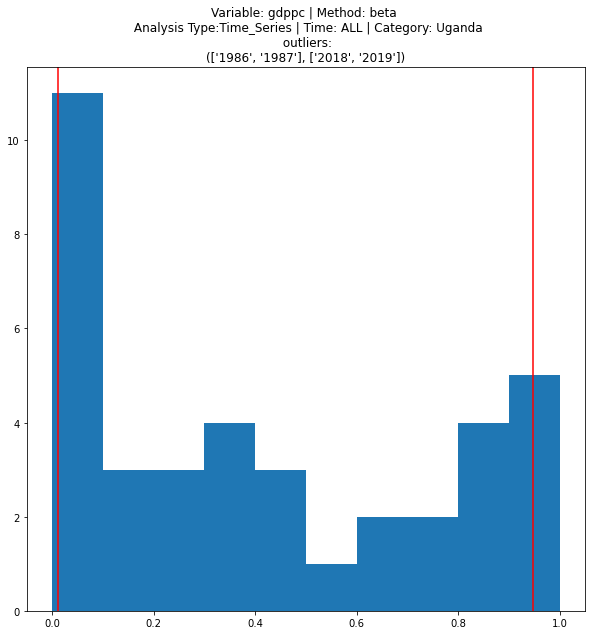 Variable: gdppc | Method: beta
Analysis Type:Time_Series | Time: ALL | Category: Uganda
outliers:
(['1986', '1987'], ['2018', '2019'])
10
8
6
4
2
0
0.0 0.2 0.4 0.6 0.8 1.0